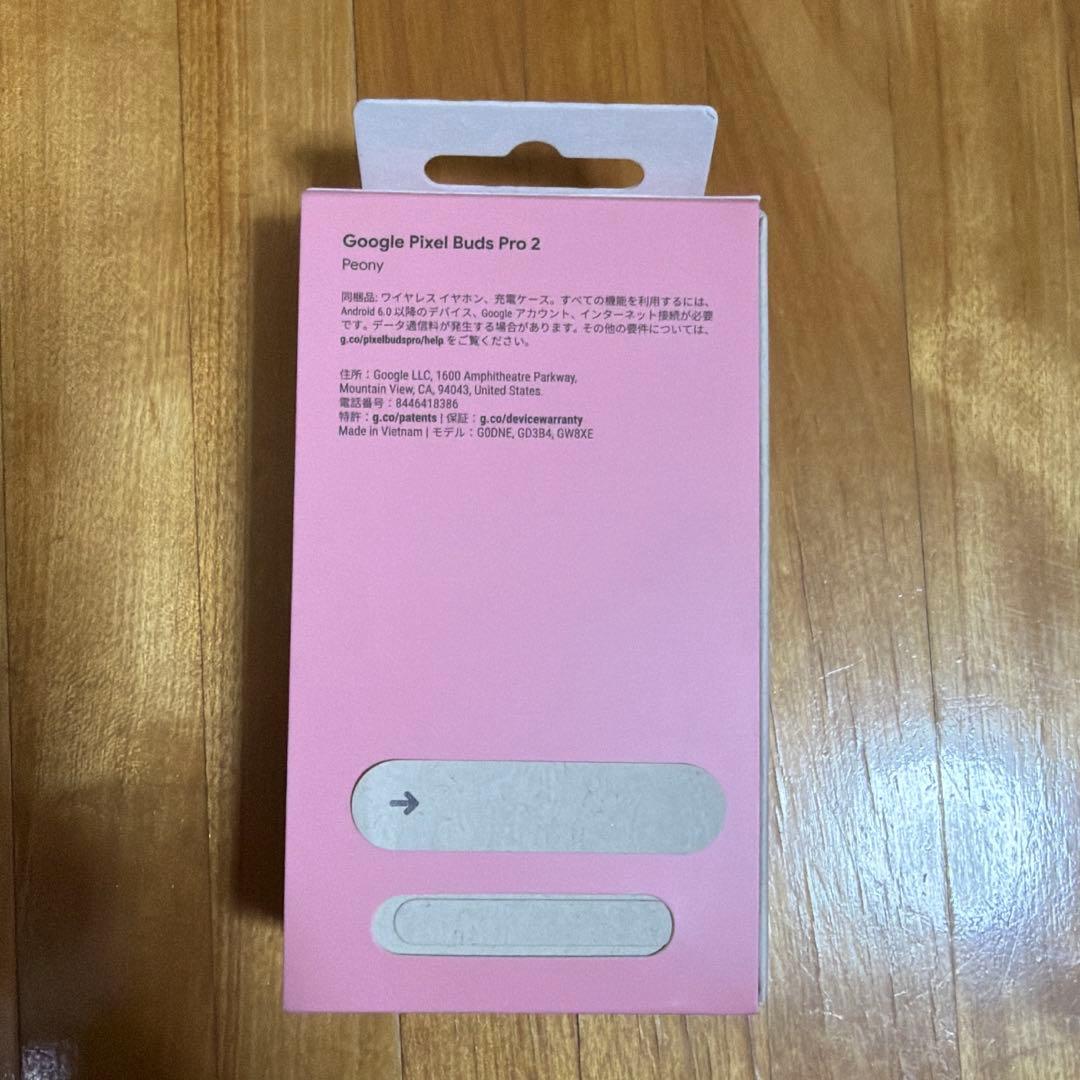 Google Pixel Buds Pro 2
Peony
同梱品: ワイヤレス イヤホン、充電ケース。すべての機能を利用するには、
Android 6.0 以降のデバイス、Google アカウント、インターネット接続が必要
です。データ通信料が発生する場合があります。その他の要件については、
g.co/pixelbudspro/help をご覧ください。
住所：Google LLC, 1600 Amphitheatre Parkway,
Mountain View, CA, 94043, United States.
電話番号：8446418386
特許：g.co/patents | 保証：g.co/devicewarranty
Made in Vietnam | モデル：G0DNE, GD3B4, GW8XE